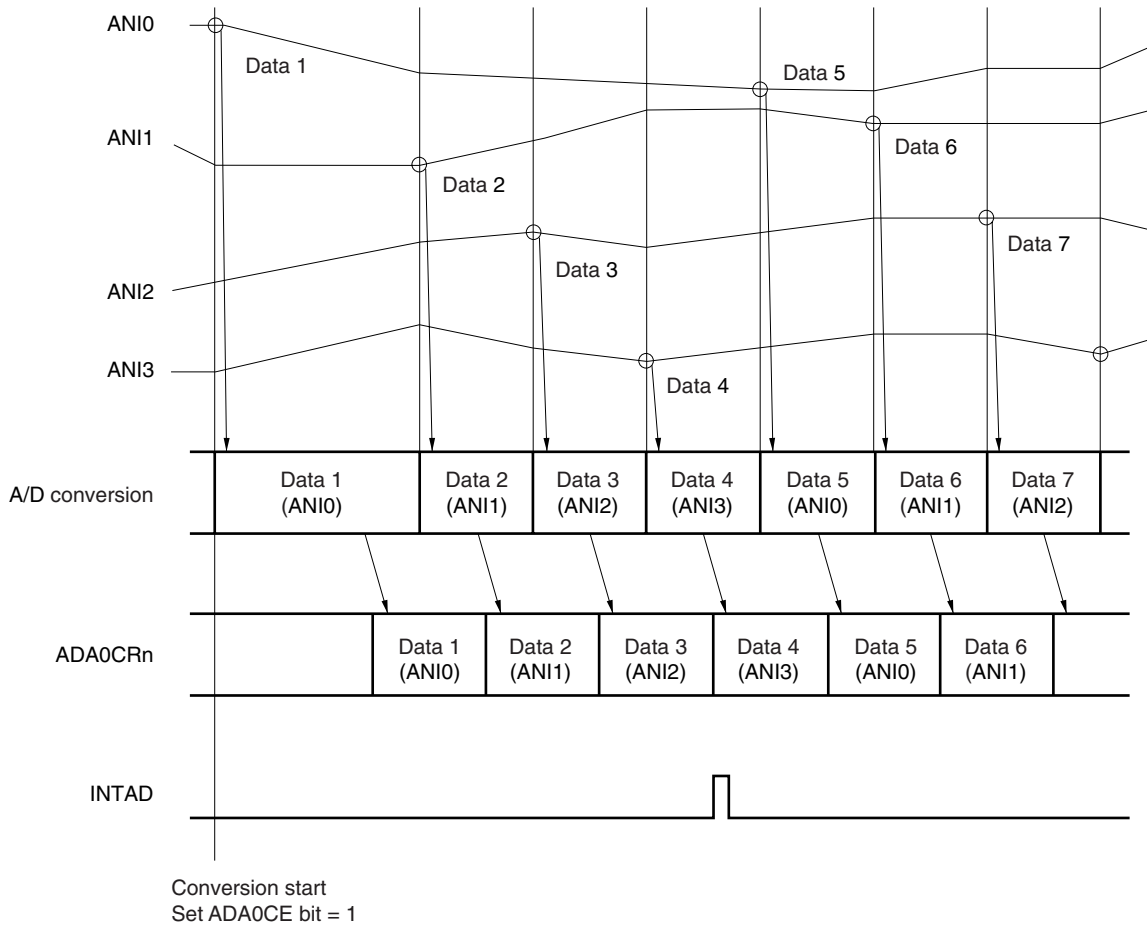 ANI0
Data 1
Data 5
ANI1
Data 6
Data 2
Data 7
Data 3
ANI2
ANI3
Data 4
A/D conversion
Data 1
(ANI0)
Data 2
(ANI1)
Data 3
(ANI2)
Data 4
(ANI3)
Data 5
(ANI0)
Data 6
(ANI1)
Data 7
(ANI2)
ADA0CRn
Data 1
(ANI0)
Data 2
(ANI1)
Data 3
(ANI2)
Data 4
(ANI3)
Data 5
(ANI0)
Data 6
(ANI1)
INTAD
Conversion start
Set ADA0CE bit = 1